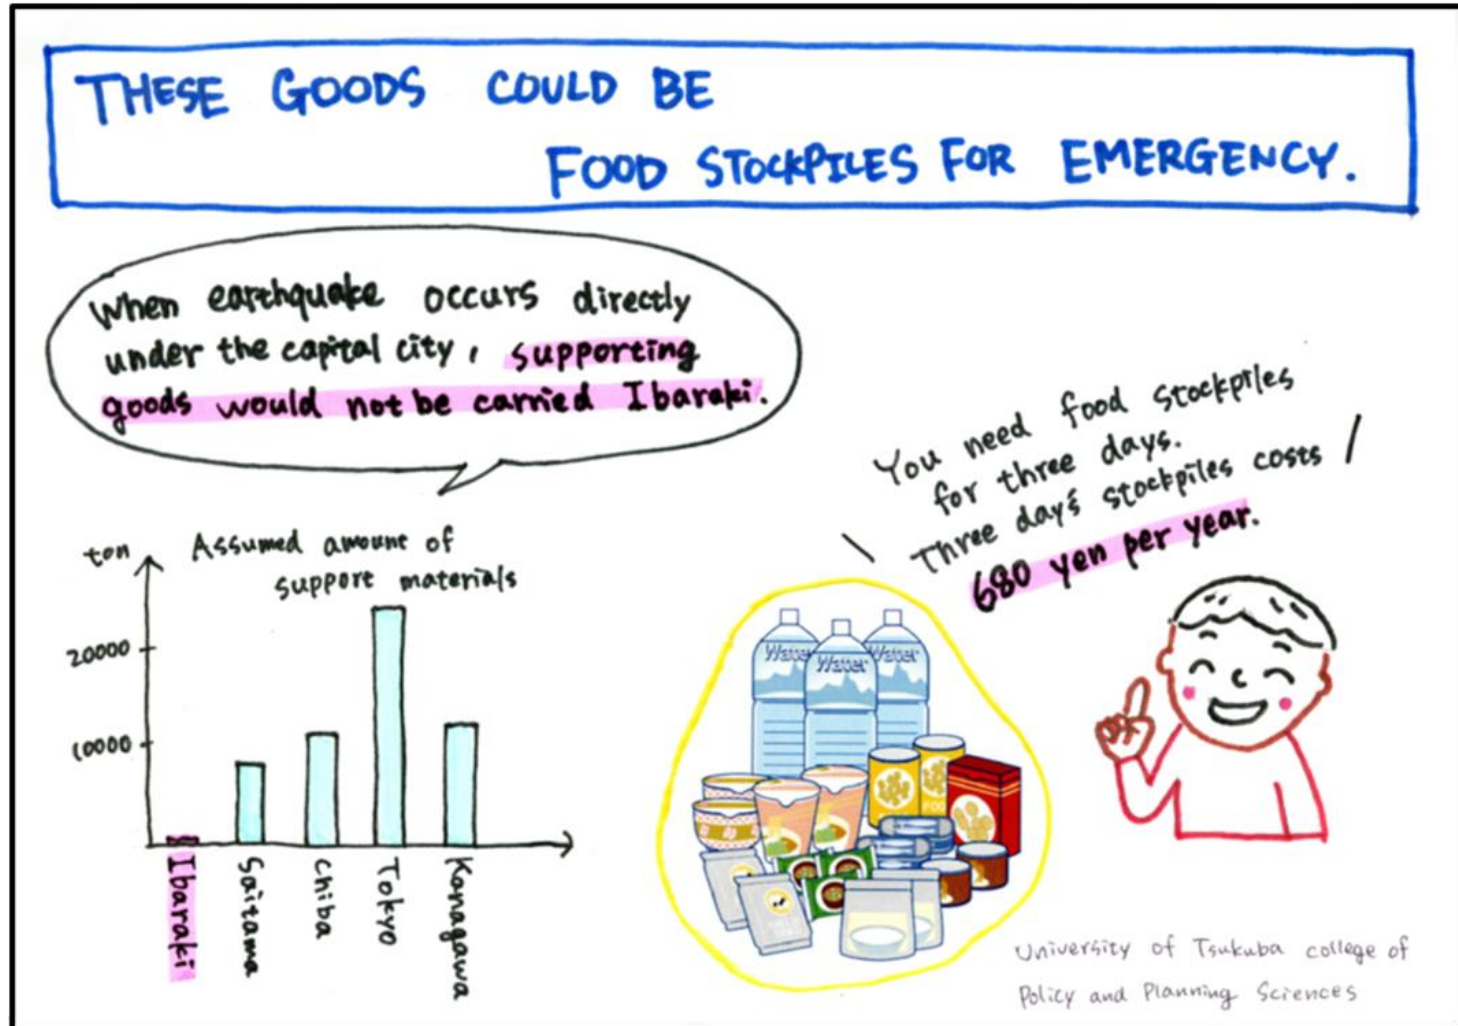 THESE GOODS COULD BE
FOOD STOCKPILES FOR EMERGENCY.
When earthquake occurs directly
under the capital city, supporting
goods would not be carried Ibaraki.
You need food stockpiles
for three days.
Three day's stockpiles costs
680 yen per year.
ton
Assumed amount of
support materials
20000
10000
Ibaraki
Saitama
Chiba
Tokyo
Kanagawa
Water
Water
Water
FOO
University of Tsukuba college of
Policy and Planning Sciences